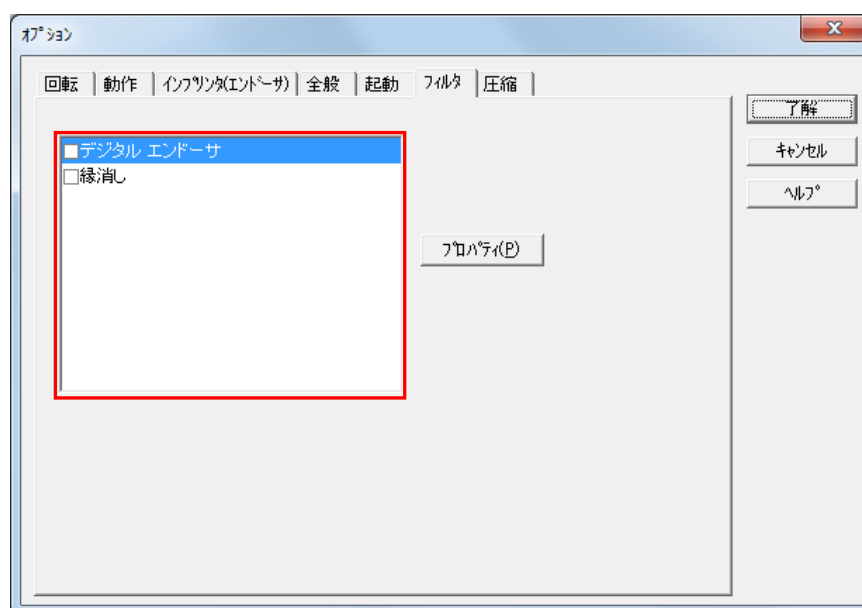 ｵﾌﾟｼｮﾝ
回転
動作
ｲﾝﾌﾟﾘﾝﾀ(ｴﾝﾄﾞｰｻ)
全般
起動
ﾌｨﾙﾀ
圧縮
了解
デジタル エンドーサ
キャンセル
縁消し
ﾍﾙﾌﾟ
ﾌﾟﾛﾊﾟﾃｨ(P)